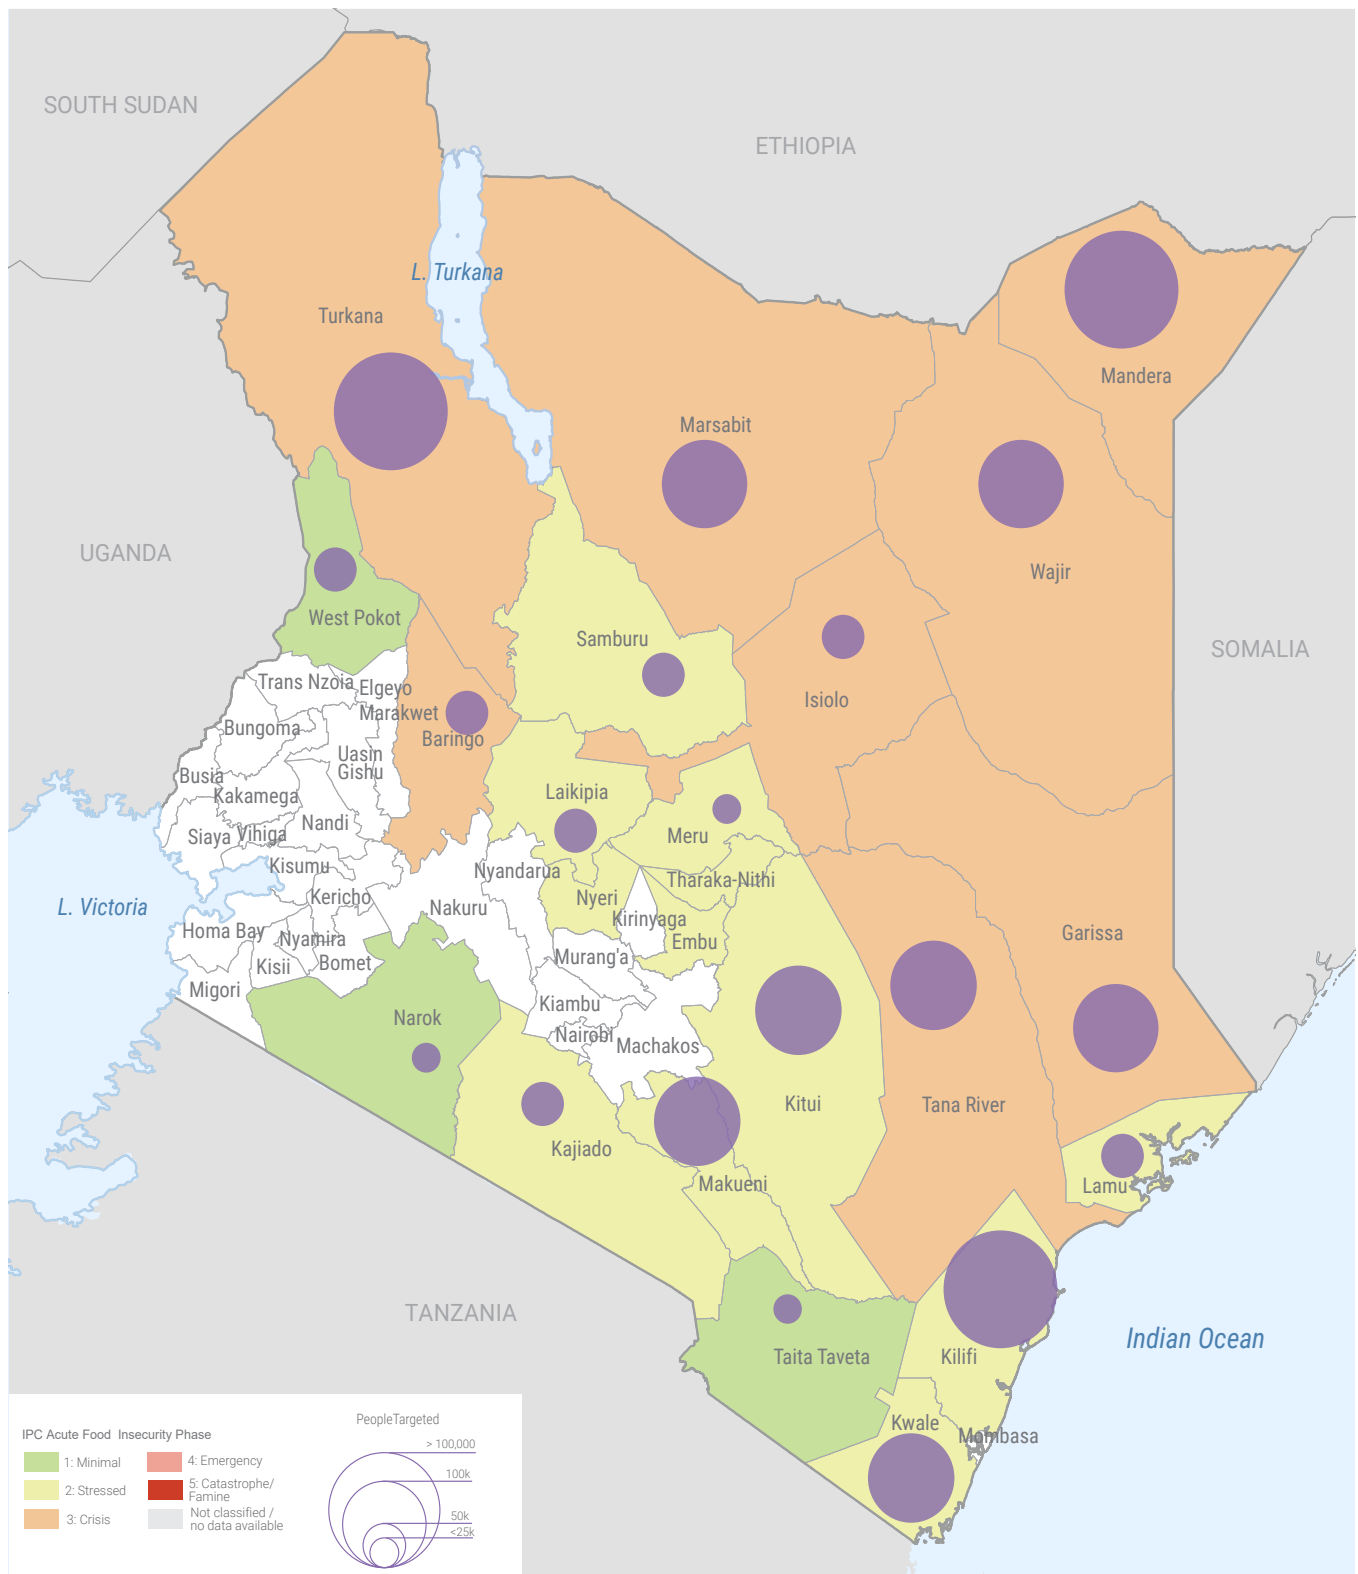 SOUTH SUDAN
ETHIOPIA
L. Turkana
Turkana
Mandera
Marsabit
UGANDA
Wajir
West Pokot
Samburu
SOMALIA
Trans Nzoia
Elgeyo
Marakwet
Isiolo
Bungoma
Baringo
Uasin
Gishu
Busia
Kakamega
Laikipia
Siaya
Vihiga
Nandi
Meru
Kisumu
Nyandarua
Tharaka-Nithi
Kericho
Nyeri
L. Victoria
Nakuru
Kirinyaga
Homa Bay
Nyamira
Embu
Garissa
Kisii
Bomet
Murang'a
Migori
Kiambu
Narok
Nairobi
Machakos
Kitui
Tana River
Kajiado
Makueni
Lamu
TANZANIA
Indian Ocean
Taita Taveta
Kilifi
Kwale
Mombasa
IPC Acute Food Insecurity Phase
1: Minimal
2: Stressed
3: Crisis
4: Emergency
5: Catastrophe/
Famine
Not classified /
no data available
PeopleTargeted
> 100,000
100k
50k
<25k